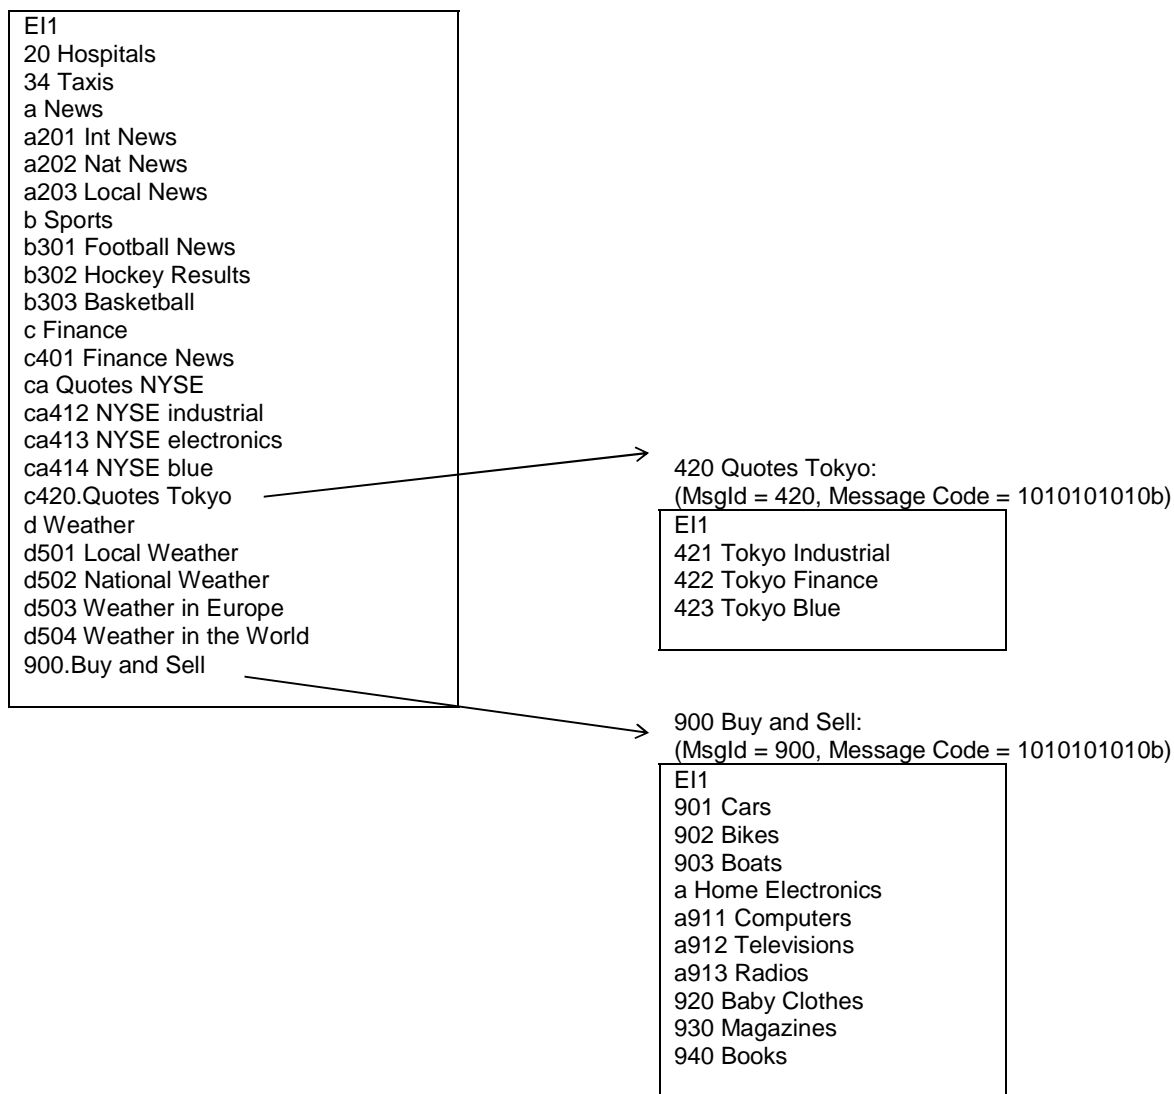 EI1
20 Hospitals
34 Taxis
a News
a201 Int News
a202 Nat News
a203 Local News
b Sports
b301 Football News
b302 Hockey Results
b303 Basketball
c Finance
c401 Finance News
ca Quotes NYSE
ca412 NYSE industrial
ca413 NYSE electronics
ca414 NYSE blue
c420.Quotes Tokyo
d Weather
d501 Local Weather
d502 National Weather
d503 Weather in Europe
d504 Weather in the World
900.Buy and Sell
420 Quotes Tokyo:
(MsgId = 420, Message Code = 1010101010b)
EI1
421 Tokyo Industrial
422 Tokyo Finance
423 Tokyo Blue
900 Buy and Sell:
(MsgId = 900, Message Code = 1010101010b)
EI1
901 Cars
902 Bikes
903 Boats
a Home Electronics
a911 Computers
a912 Televisions
a913 Radios
920 Baby Clothes
930 Magazines
940 Books